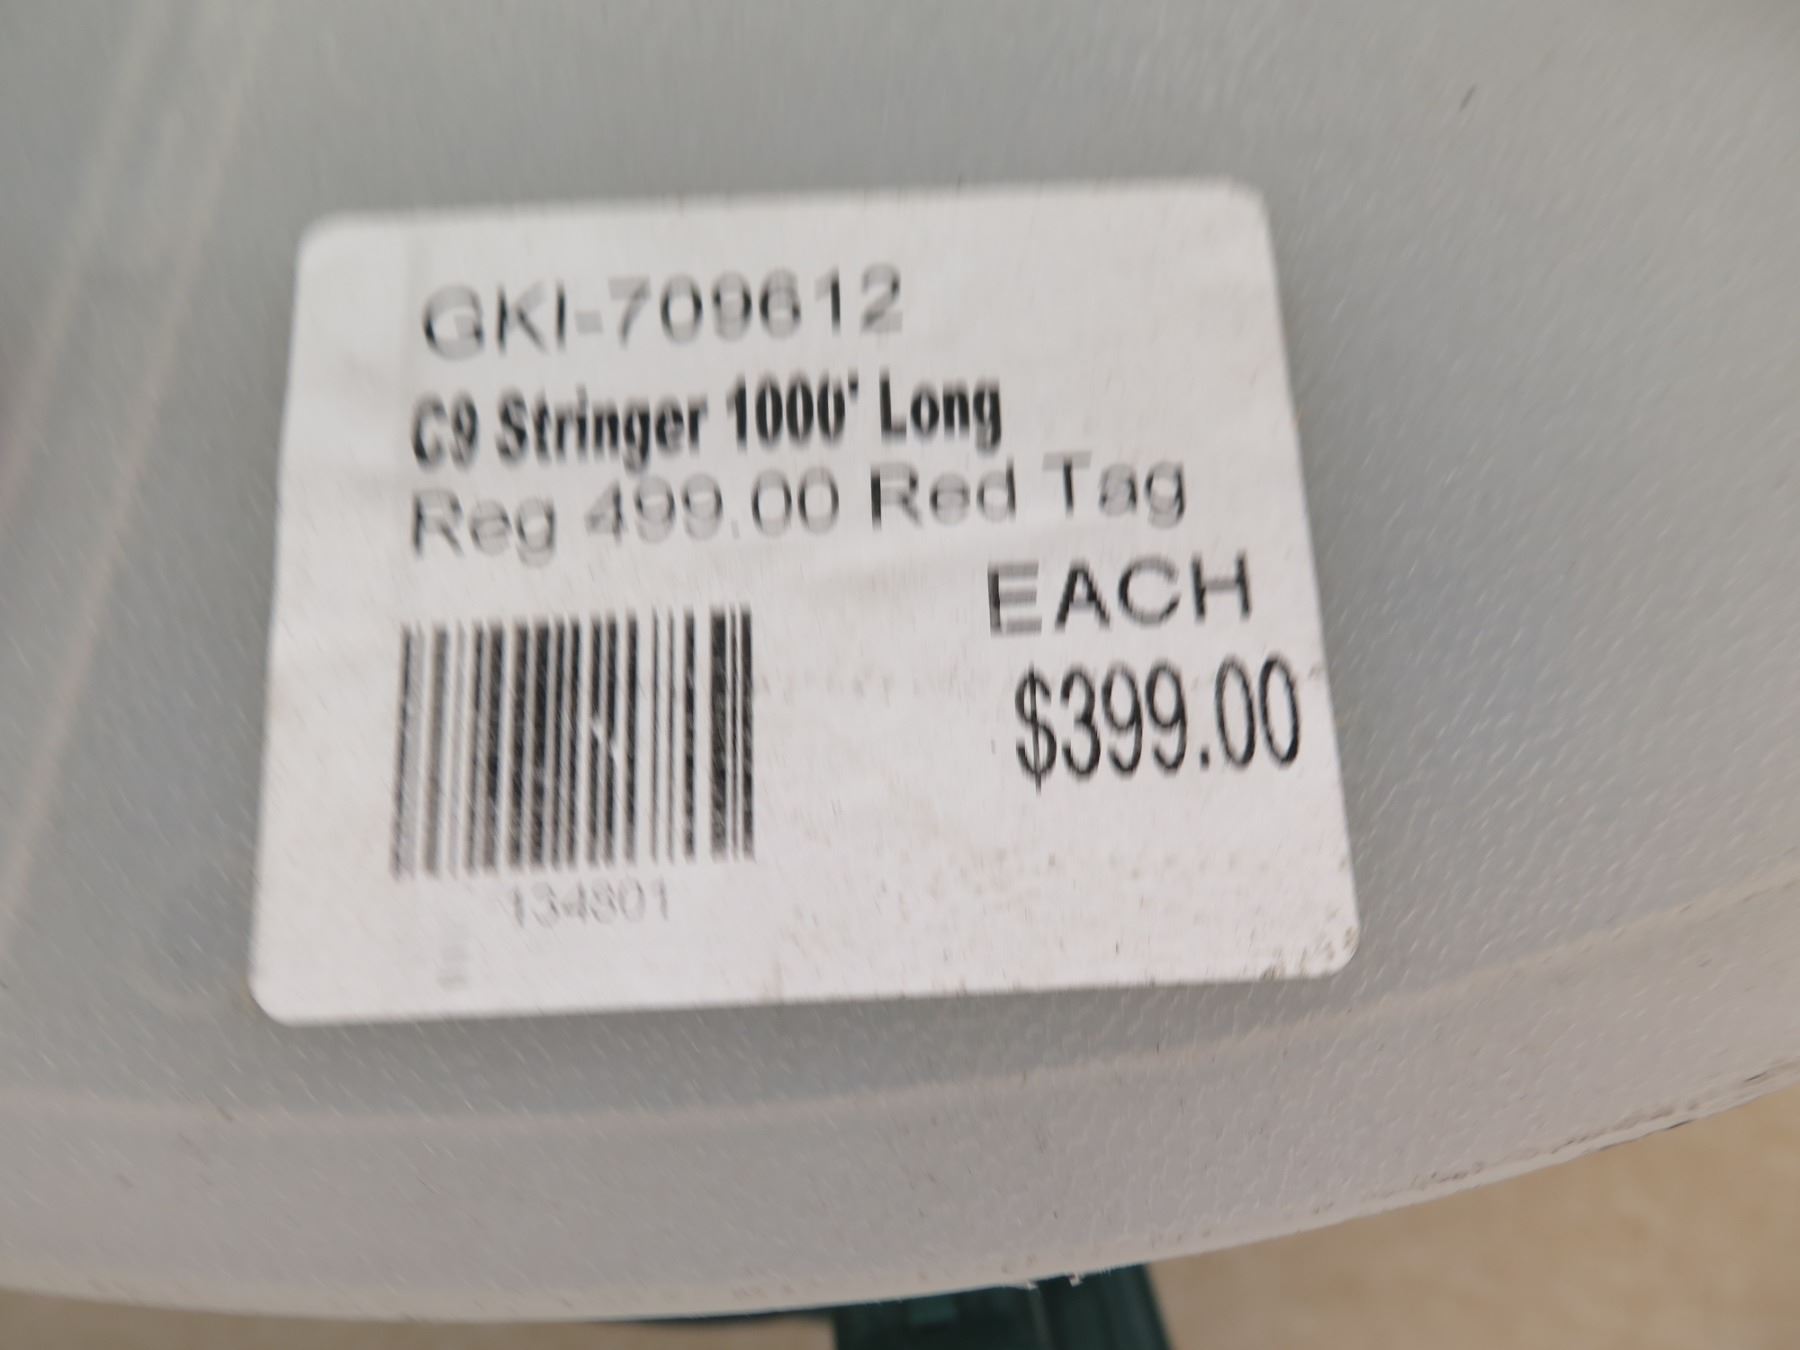 GKI-709612
C9 Stringer 1000' Long
Reg 499.00 Red Tag
EACH
$399.00
134801